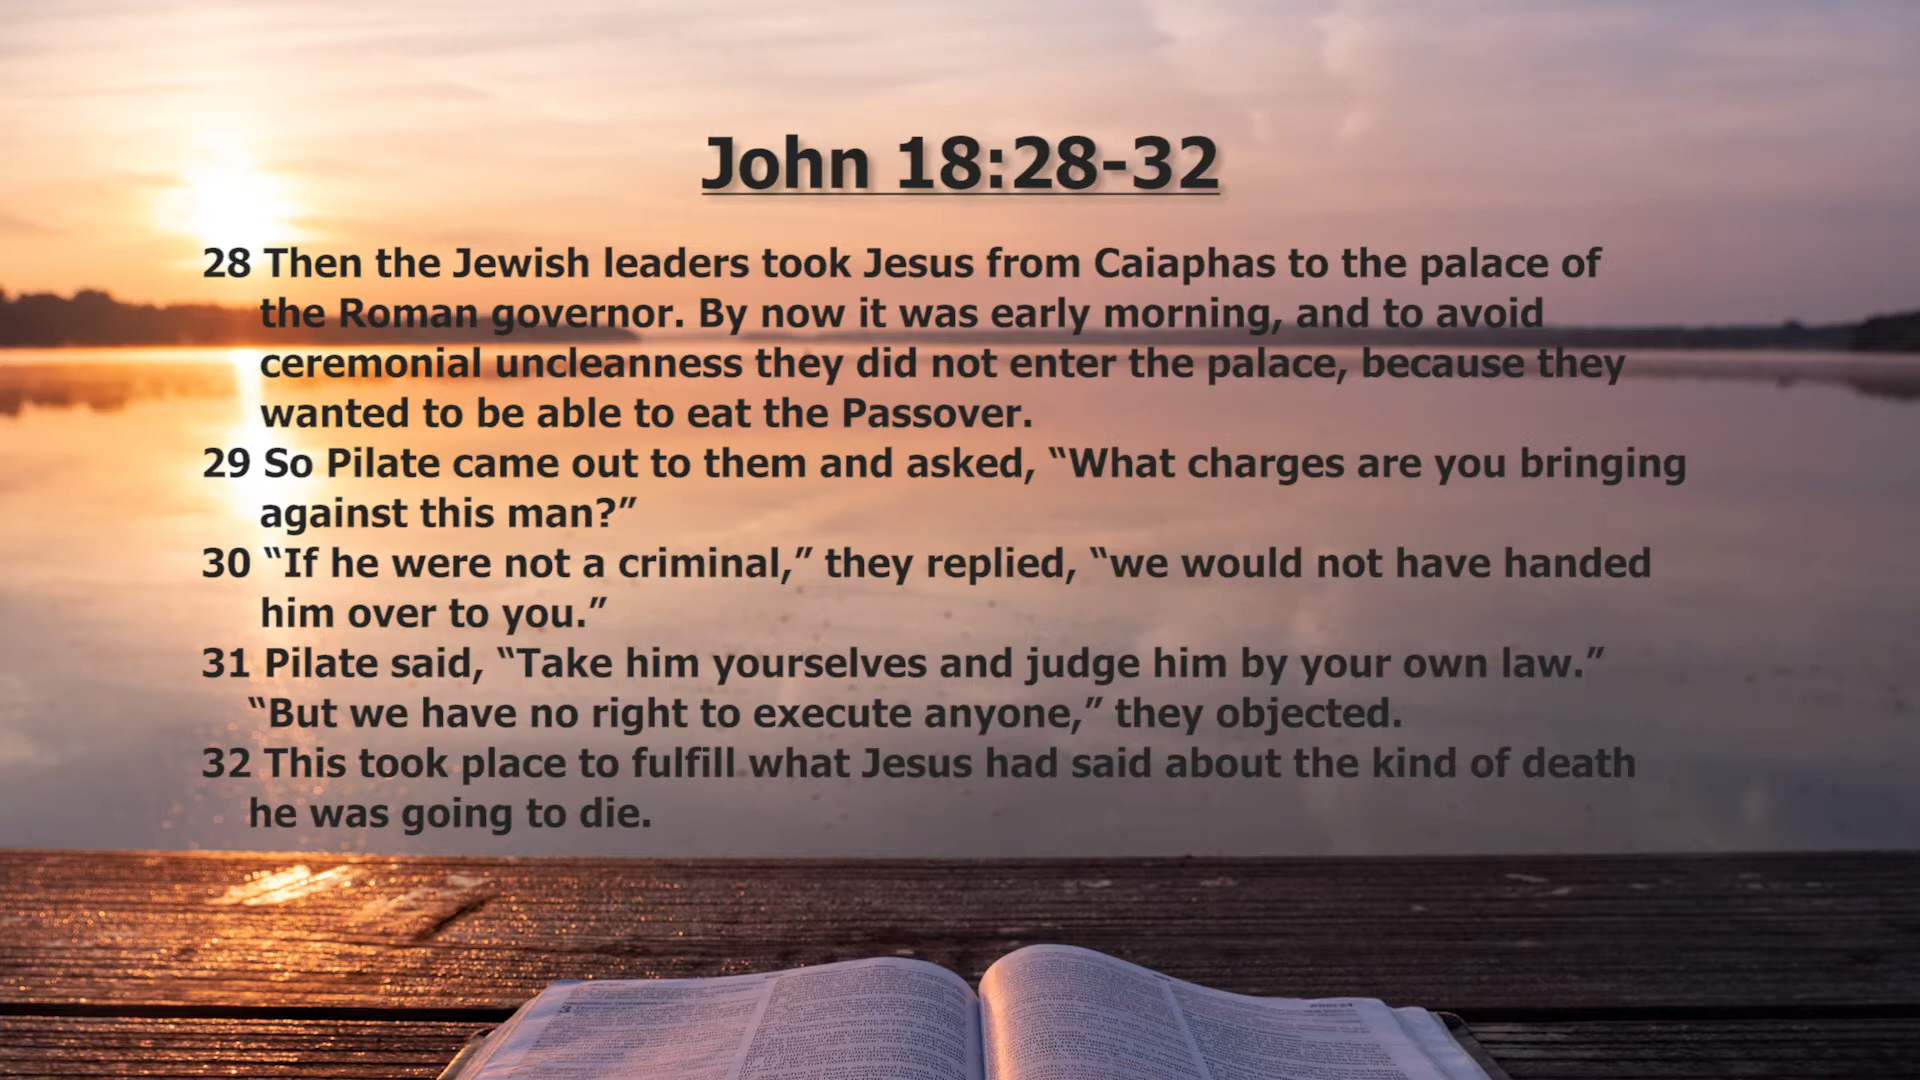 John 18:28-32
28 Then the Jewish leaders took Jesus from Caiaphas to the palace of
the Roman governor. By now it was early morning, and to avoid
ceremonial uncleanness they did not enter the palace, because they
wanted to be able to eat the Passover.
29 So Pilate came out to them and asked, “What charges are you bringing
against this man?”
30 “If he were not a criminal,” they replied, “we would not have handed
him over to you.”
31 Pilate said, “Take him yourselves and judge him by your own law.”
“But we have no right to execute anyone,” they objected.
32 This took place to fulfill what Jesus had said about the kind of death
he was going to die.